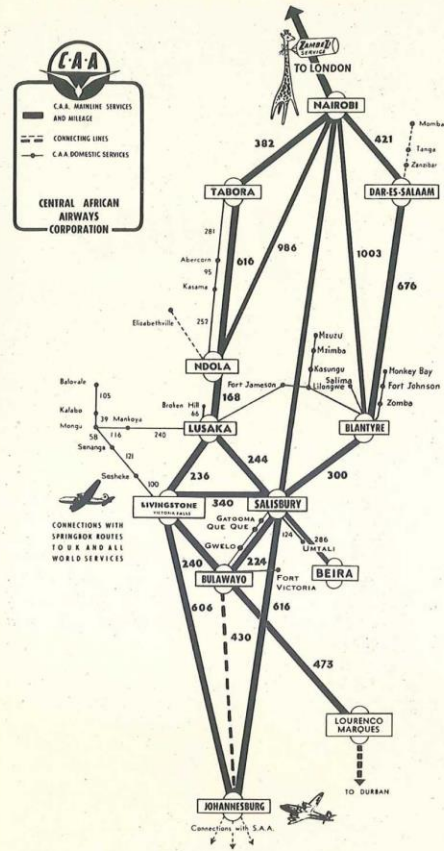 C·A·A
C.A.A. MAINLINE SERVICES
AND MILEAGE
CONNECTING LINES
C.A.A. DOMESTIC SERVICES
CENTRAL AFRICAN
AIRWAYS
CORPORATION
ZAMBEZI
SERVICE
TO LONDON
NAIROBI
382
421
Momba
Tanga
Zanzibar
TABORA
DAR-ES-SALAAM
281
986
1003
616
676
Abercorn
95
Kasama
Elizabethville
257
NDOLA
168
Mzuzu
Mzimba
Kasungu
Salima
Lilongwe
Fort Jameson
Monkey Bay
Fort Johnson
Zomba
Balovale
105
Kalabo
39
Mankoya
Mongu
58
116
240
Broken Hill
66
LUSAKA
BLANTYRE
Senanga
121
Sesheke
100
236
244
300
LIVINGSTONE
VICTORIA FALLS
340
SALISBURY
CONNECTIONS WITH
SPRINGBOK ROUTES
TO U K AND ALL
WORLD SERVICES
GATOOMA
QUE QUE
GWELO
124
286
UMTALI
BEIRA
240
224
BULAWAYO
FORT
VICTORIA
606
430
616
473
LOURENCO
MARQUES
TO DURBAN
JOHANNESBURG
Connections with S.A.A.